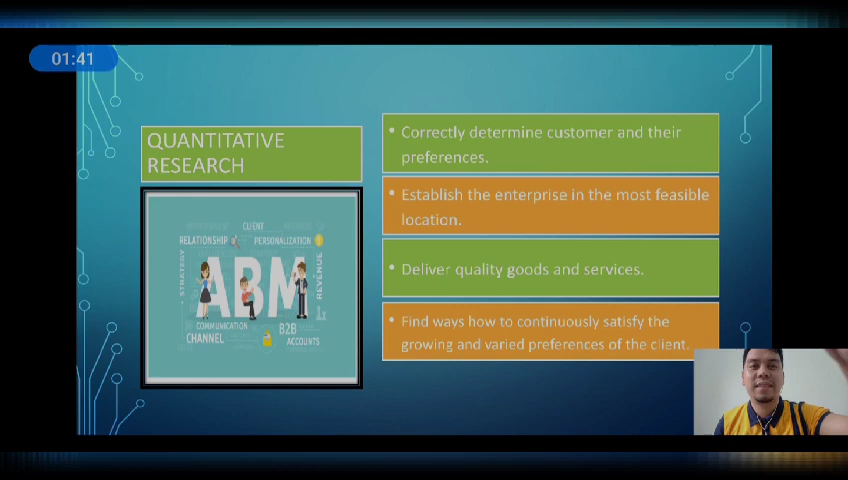 01:41
QUANTITATIVE
RESEARCH
• Correctly determine customer and their
preferences.
• Establish the enterprise in the most feasible
location.
• Deliver quality goods and services.
• Find ways how to continuously satisfy the
growing and varied preferences of the client.
CLIENT
RELATIONSHIP
PERSONALIZATION
STRATEGY
ABM
REVENUE
COMMUNICATION
CHANNEL
B2B
ACCOUNTS